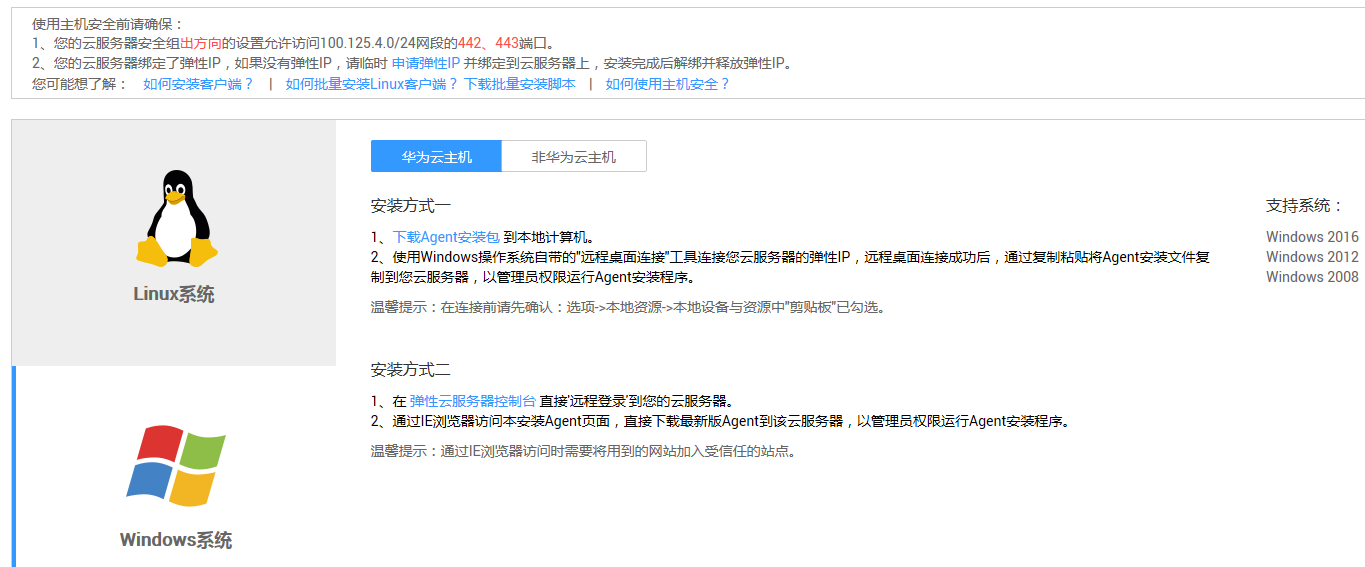 使用主机安全前请确保：
1、您的云服务器安全组出方向的设置允许访问100.125.4.0/24网段的442、443端口。
2、您的云服务器绑定了弹性IP，如果没有弹性IP，请临时 申请弹性IP 并绑定到云服务器上，安装完成后解绑并释放弹性IP。
您可能想了解： 如何安装客户端？ | 如何批量安装Linux客户端？ 下载批量安装脚本 | 如何使用主机安全？
Linux系统
Windows系统
华为云主机 非华为云主机
安装方式一
1、下载Agent安装包 到本地计算机。
2、使用Windows操作系统自带的"远程桌面连接"工具连接您云服务器的弹性IP，远程桌面连接成功后，通过复制粘贴将Agent安装文件复
制到您云服务器，以管理员权限运行Agent安装程序。
温馨提示：在连接前请先确认：选项->本地资源->本地设备与资源中"剪贴板"已勾选。
安装方式二
1、在 弹性云服务器控制台 直接'远程登录'到您的云服务器。
2、通过IE浏览器访问本安装Agent页面，直接下载最新版Agent到该云服务器，以管理员权限运行Agent安装程序。
温馨提示：通过IE浏览器访问时需要将用到的网站加入受信任的站点。
支持系统：
Windows 2016
Windows 2012
Windows 2008